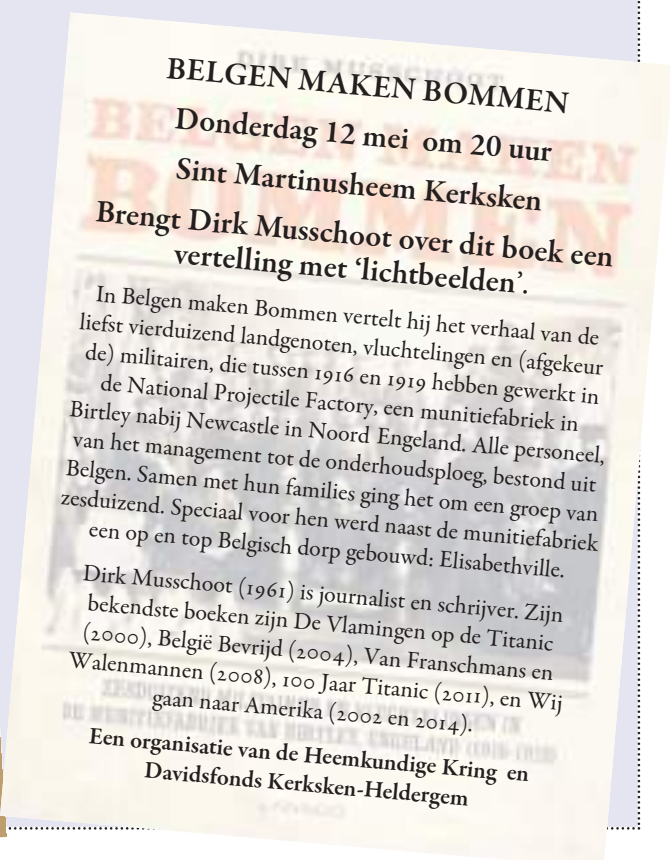 DIRK MUSSCHOOT
BELGEN MAKEN
BOMMEN
BELGEN MAKEN BOMMEN
Donderdag 12 mei om 20 uur
Sint Martinusheem Kerksken
Brengt Dirk Musschoot over dit boek een
vertelling met ‘lichtbeelden’.
In Belgen maken Bommen vertelt hij het verhaal van de
liefst vierduizend landgenoten, vluchtelingen en (afgekeur
de) militairen, die tussen 1916 en 1919 hebben gewerkt in
de National Projectile Factory, een munitiefabriek in
Birtley nabij Newcastle in Noord Engeland. Alle personeel,
van het management tot de onderhoudsploeg, bestond uit
Belgen. Samen met hun families ging het om een groep van
zesduizend. Speciaal voor hen werd naast de munitiefabriek
een op en top Belgisch dorp gebouwd: Elisabethville.
Dirk Musschoot (1961) is journalist en schrijver. Zijn
bekendste boeken zijn De Vlamingen op de Titanic
(2000), België Bevrijd (2004), Van Franschmans en
Walenmannen (2008), 100 Jaar Titanic (2011), en Wij
gaan naar Amerika (2002 en 2014).
Een organisatie van de Heemkundige Kring en
Davidsfonds Kerksken-Heldergem